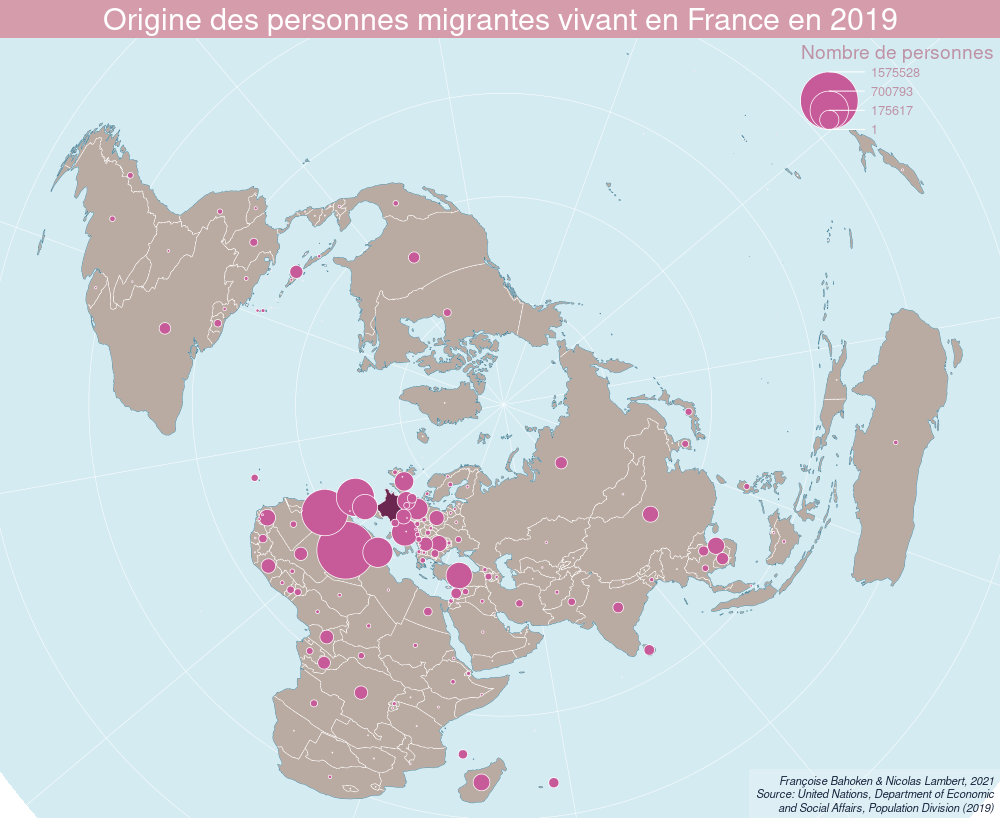 Origine des personnes migrantes vivant en France en 2019
Nombre de personnes
1575528
700793
175617
1
Françoise Bahoken & Nicolas Lambert, 2021
Source: United Nations, Department of Economic
and Social Affairs, Population Division (2019)